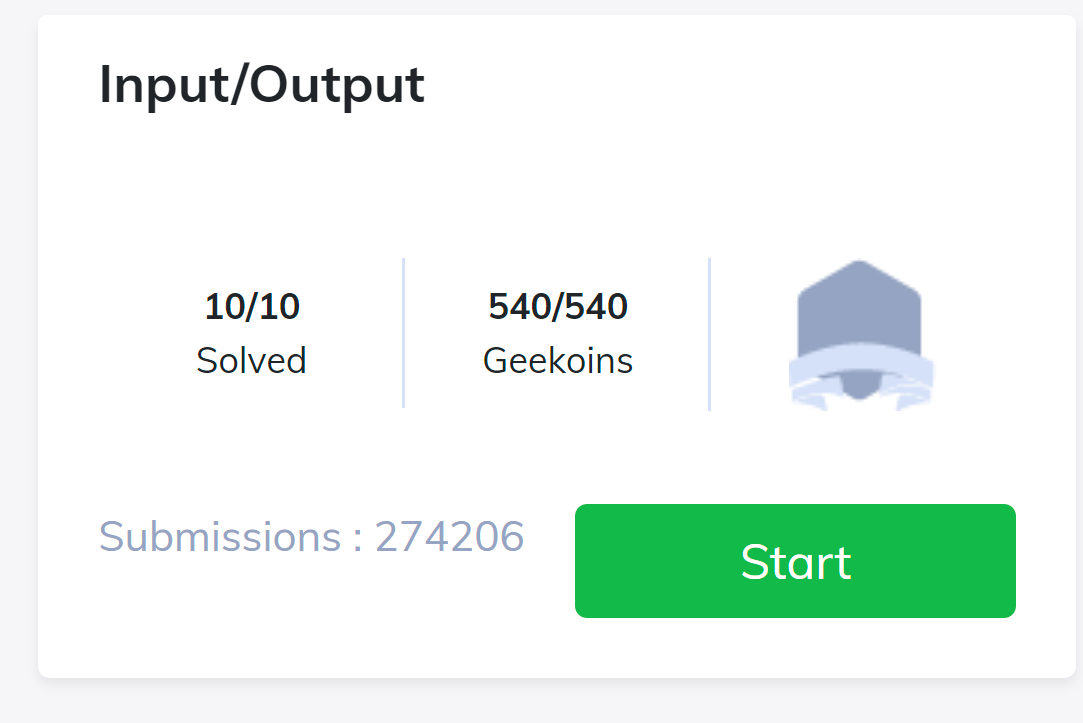 Input/Output
10/10
Solved
540/540
Geekoins
Submissions : 274206
Start